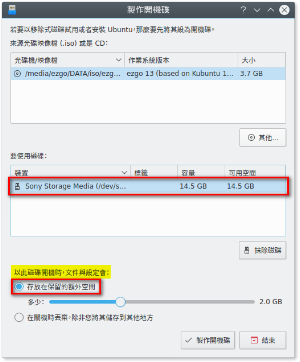 製作開機碟
若要以移除式磁碟試用或者安裝 Ubuntu，那麼要先將其設為開機碟。
來源光碟映像檔 (.iso) 或是 CD：
光碟機/映像檔 作業系統版本 大小
/media/ezgo/DATA/iso/ezg... ezgo 13 (based on Kubuntu 1... 3.7 GB
其他...
要使用磁碟：
裝置 標籤 容量 可用空間
Sony Storage Media (/dev/s... 14.5 GB 14.5 GB
抹除磁碟
以此磁碟開機時，文件與設定會：
存放在保留的額外空間
多少： 2.0 GB
在關機時丟棄，除非您將其儲存到其他地方
製作開機碟 結束